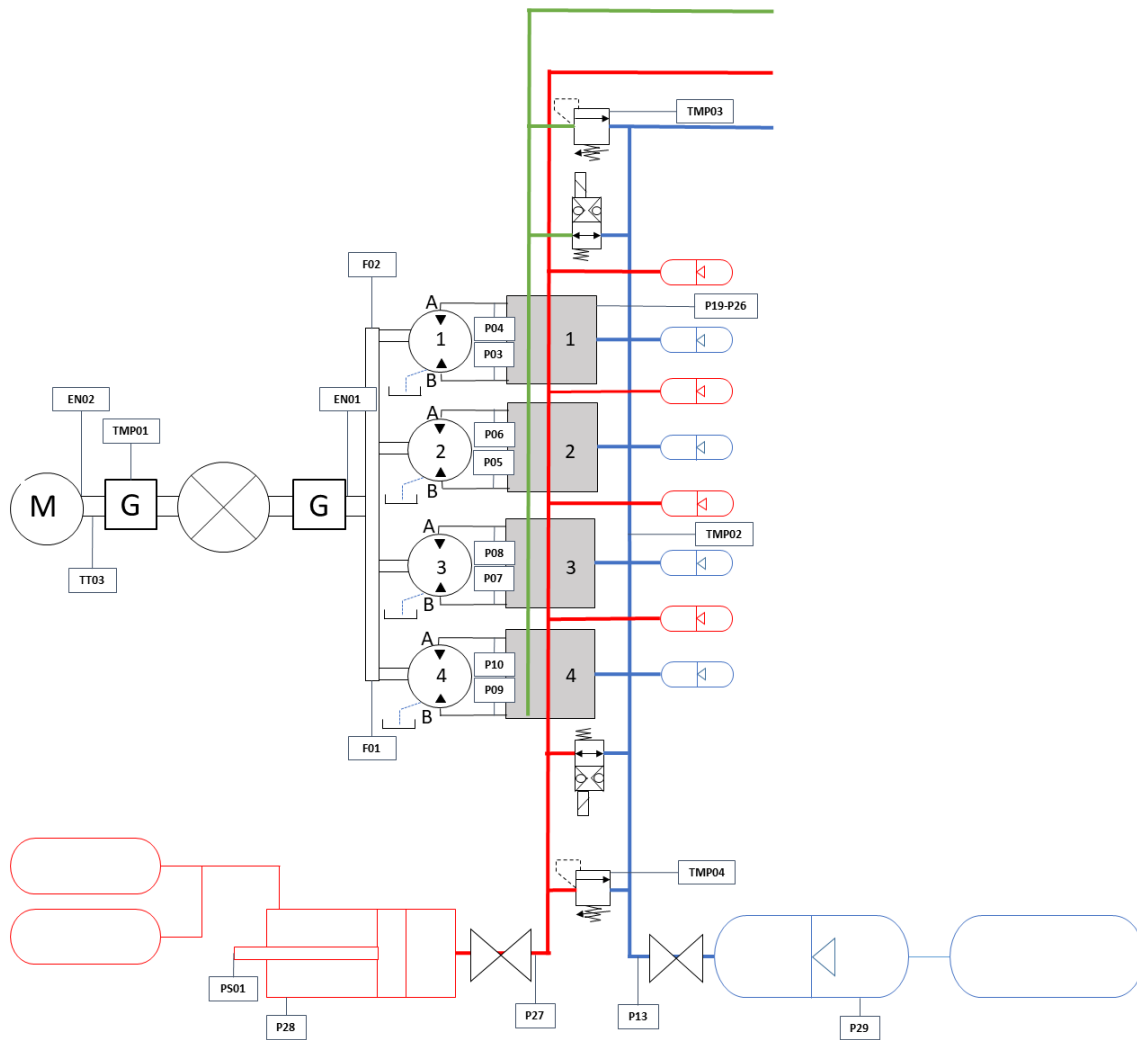 TMP03
F02
A
P19-P26
P04
1
1
P03
EN02
EN01
B
TMP01
A
P06
2
2
P05
B
M
G
G
A
TMP02
P08
TT03
3
3
P07
B
A
P10
4
4
P09
B
F01
TMP04
PS01
P28
P27
P13
P29